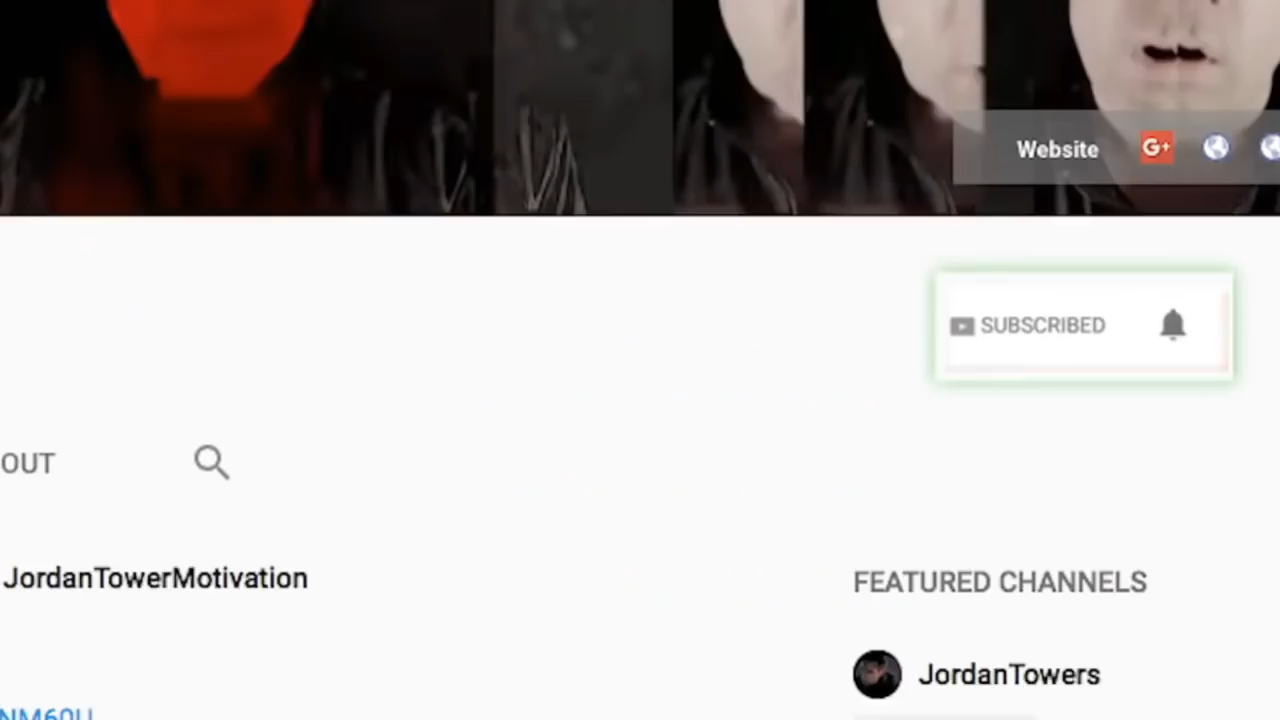 Website G+
SUBSCRIBED
OUT
JordanTowerMotivation
FEATURED CHANNELS
JordanTowers